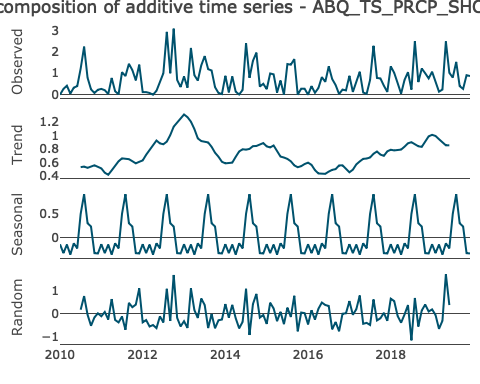 composition of additive time series - ABQ_TS_PRCP_SHO
Observed
3
2
1
0
Trend
1.2
1
0.8
0.6
0.4
Seasonal
0.5
0
Random
1
0
−1
2010 2012 2014 2016 2018